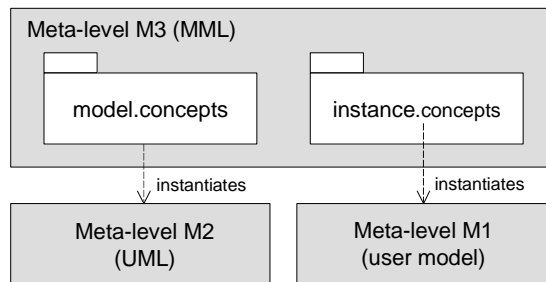 Meta-level M3 (MML)
model.concepts
instance.concepts
instantiates
instantiates
Meta-level M2
(UML)
Meta-level M1
(user model)